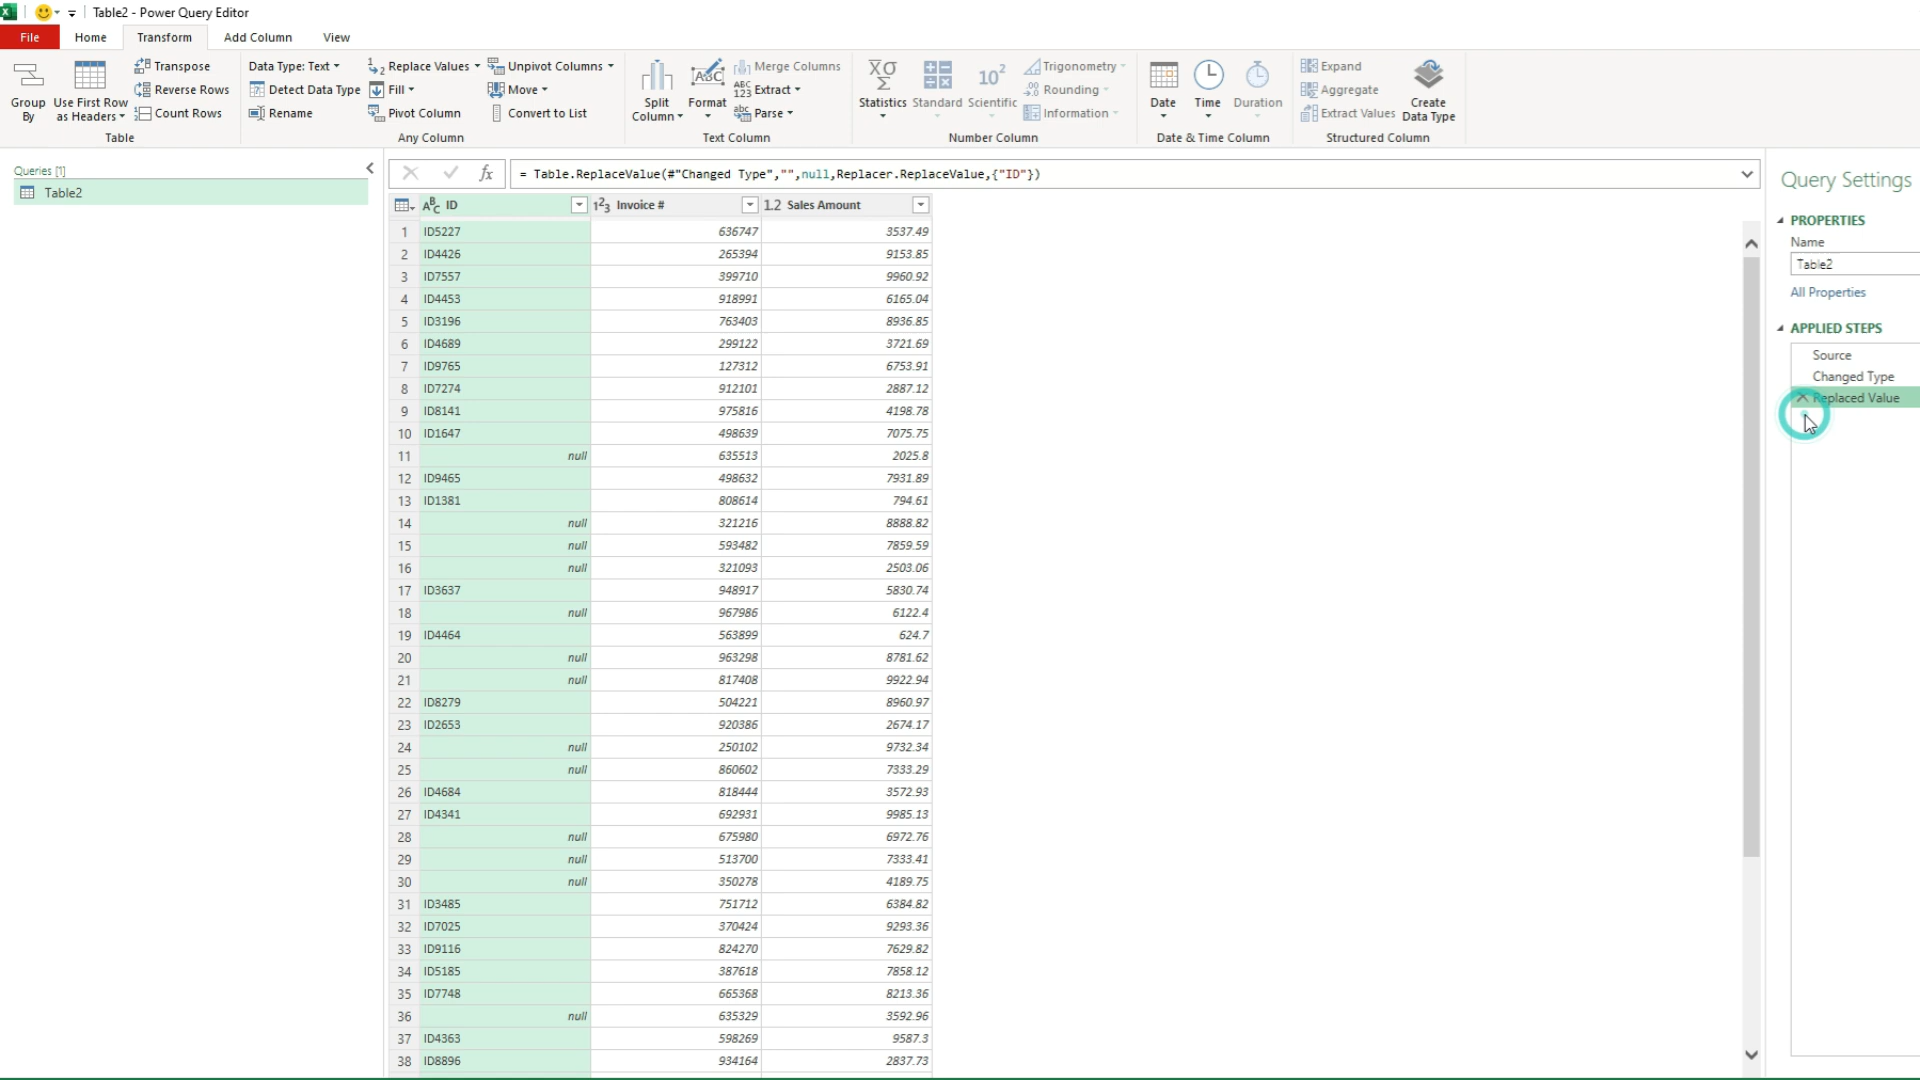 Table2 - Power Query Editor
File Home Transform Add Column View
Group By
Use First Row as Headers
Transpose
Reverse Rows
Count Rows
Table
Data Type: Text
Detect Data Type
Rename
Replace Values
Fill
Pivot Column
Unpivot Columns
Move
Convert to List
Any Column
Split Column
Format
Merge Columns
Extract
Parse
Text Column
Statistics
Standard
Scientific
Trigonometry
Rounding
Information
Number Column
Date
Time
Duration
Date & Time Column
Expand
Aggregate
Extract Values
Create Data Type
Structured Column
Queries [1]
Table2
fx = Table.ReplaceValue(#"Changed Type","",null,Replacer.ReplaceValue,{"ID"})
ABC ID 123 Invoice # 1.2 Sales Amount
1 ID5227 636747 3537.49
2 ID4426 265394 9153.85
3 ID7557 399710 9960.92
4 ID4453 918991 6165.04
5 ID3196 763403 8936.85
6 ID4689 299122 3721.69
7 ID9765 127312 6753.91
8 ID7274 912101 2887.12
9 ID8141 975816 4198.78
10 ID1647 498639 7075.75
11 null 635513 2025.8
12 ID9465 498632 7931.89
13 ID1381 808614 794.61
14 null 321216 8888.82
15 null 593482 7859.59
16 null 321093 2503.06
17 ID3637 948917 5830.74
18 null 967986 6122.4
19 ID4464 563899 624.7
20 null 963298 8781.62
21 null 817408 9922.94
22 ID8279 504221 8960.97
23 ID2653 920386 2674.17
24 null 250102 9732.34
25 null 860602 7333.29
26 ID4684 818444 3572.93
27 ID4341 692931 9985.13
28 null 675980 6972.76
29 null 513700 7333.41
30 null 350278 4189.75
31 ID3485 751712 6384.82
32 ID7025 370424 9293.36
33 ID9116 824270 7629.82
34 ID5185 387618 7858.12
35 ID7748 665368 8213.36
36 null 635329 3592.96
37 ID4363 598269 9587.3
38 ID8896 934164 2837.73
Query Settings
PROPERTIES
Name
Table2
All Properties
APPLIED STEPS
Source
Changed Type
Replaced Value